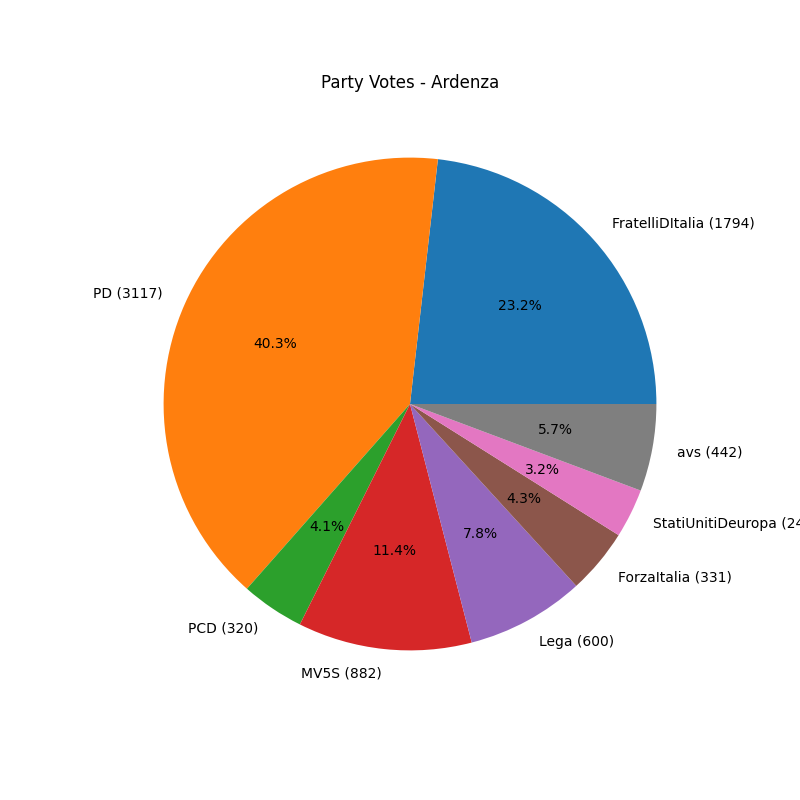 Party Votes - Ardenza
FratelliDItalia (1794)
23.2%
PD (3117)
40.3%
PCD (320)
4.1%
MV5S (882)
11.4%
Lega (600)
7.8%
ForzaItalia (331)
4.3%
StatiUnitiDeuropa (24
3.2%
avs (442)
5.7%